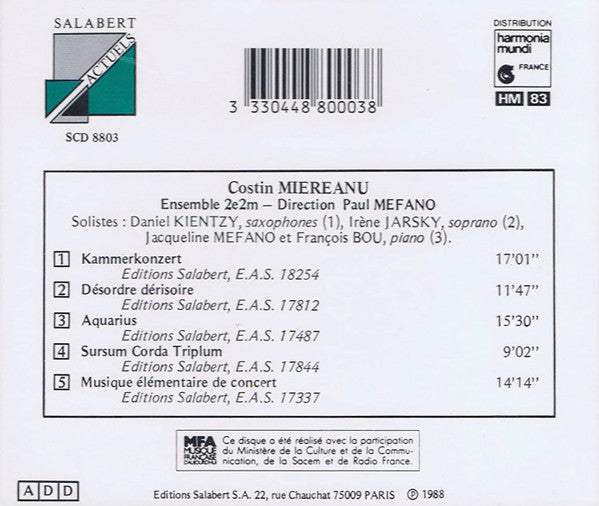 SALABERT
ACTUELS
SCD 8803
3 330448 800038
DISTRIBUTION
harmonia
mundi
FRANCE
HM 83
Costin MIEREANU
Ensemble 2e2m – Direction Paul MEFANO
Solistes : Daniel KIENTZY, saxophones (1), Irène JARSKY, soprano (2),
Jacqueline MEFANO et François BOU, piano (3).
1 Kammerkonzert 17'01''
Editions Salabert, E.A.S. 18254
2 Désordre dérisoire 11'47''
Editions Salabert, E.A.S. 17812
3 Aquarius 15'30''
Editions Salabert, E.A.S. 17487
4 Sursum Corda Triplum 9'02''
Editions Salabert, E.A.S. 17844
5 Musique élémentaire de concert 14'14''
Editions Salabert, E.A.S. 17337
MFA
MUSIQUE
FRANÇAISE
D'AUJOURD'HUI
Ce disque a été réalisé avec la participation
du Ministère de la Culture et de la Commu-
nication, de la Sacem et de Radio France.
A D D
Editions Salabert S.A. 22, rue Chauchat 75009 PARIS ℗ 1988